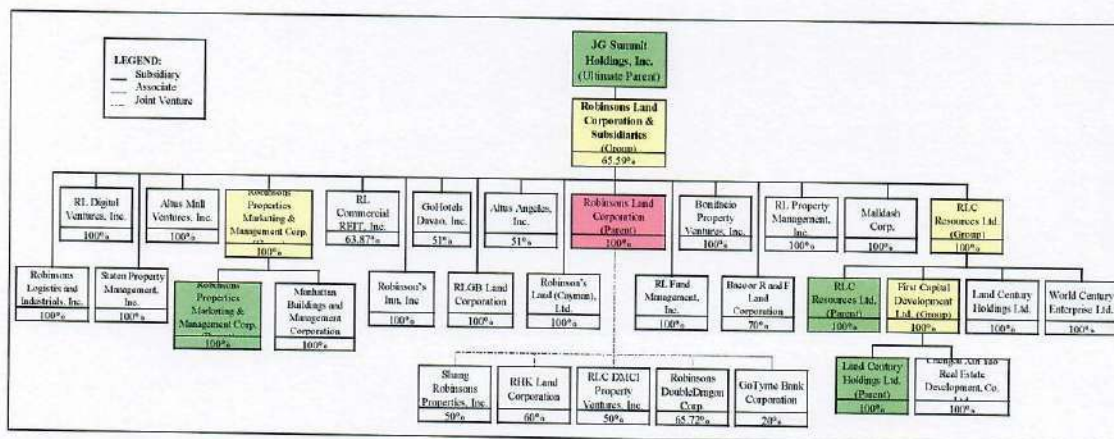 LEGEND:
Subsidiary
Associate
Joint Venture
JG Summit
Holdings, Inc.
(Ultimate Parent)
Robinsons Land
Corporation &
Subsidiaries
(Group)
65.59%
RL Digital
Ventures, Inc.
100%
Altus Mall
Ventures, Inc.
100%
Robinsons
Properties
Marketing &
Management Corp.
100%
RL
Commercial
REIT, Inc.
63.87%
GoHotels
Davao, Inc.
51%
Altus Angeles,
Inc.
51%
Robinsons Land
Corporation
(Parent)
100%
Bonifacio
Property
Ventures, Inc.
100%
RL Property
Management,
Inc.
100%
Malldash
Corp.
100%
RLC
Resources Ltd.
(Group)
100%
Robinsons
Logistix and
Industrials, Inc.
100%
Staten Property
Management,
Inc.
100%
Robinsons
Properties
Marketing &
Management Corp.
100%
Manhattan
Buildings and
Management
Corporation
100%
Robinson's
Inn, Inc
100%
RLGB Land
Corporation
100%
Robinson's
Land (Cayman),
Ltd.
100%
RL Fund
Management,
Inc.
100%
Bacoor R and F
Land
Corporation
70%
RLC
Resources Ltd.
(Parent)
100%
First Capital
Development
Ltd. (Group)
100%
Land Century
Holdings Ltd.
100%
World Century
Enterprise Ltd.
100%
Shang
Robinsons
Properties, Inc.
50%
RHK Land
Corporation
60%
RLC DMCI
Property
Ventures, Inc.
50%
Robinsons
DoubleDragon
Corp.
65.72%
GoTyme Bank
Corporation
20%
Land Century
Holdings Ltd.
(Parent)
100%
Real Estate
Development, Co.
100%